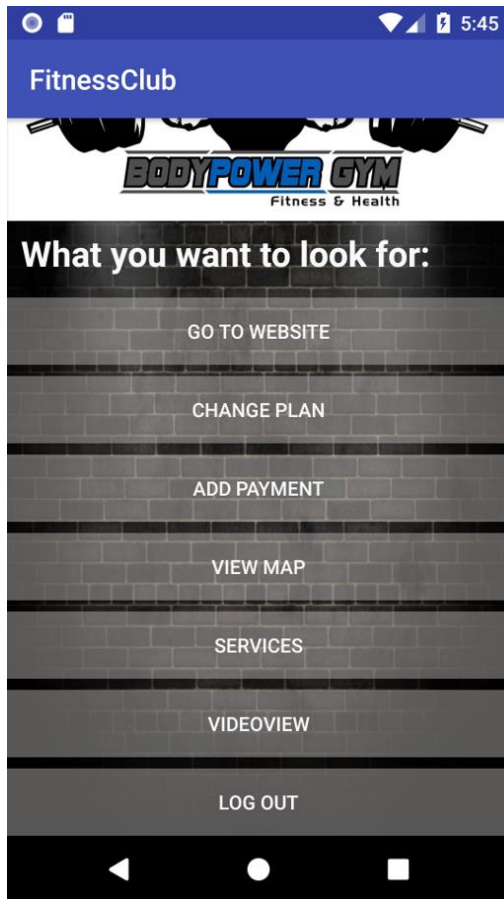 5:45
FitnessClub
BODYPOWER GYM
Fitness & Health
What you want to look for:
GO TO WEBSITE
CHANGE PLAN
ADD PAYMENT
VIEW MAP
SERVICES
VIDEOVIEW
LOG OUT